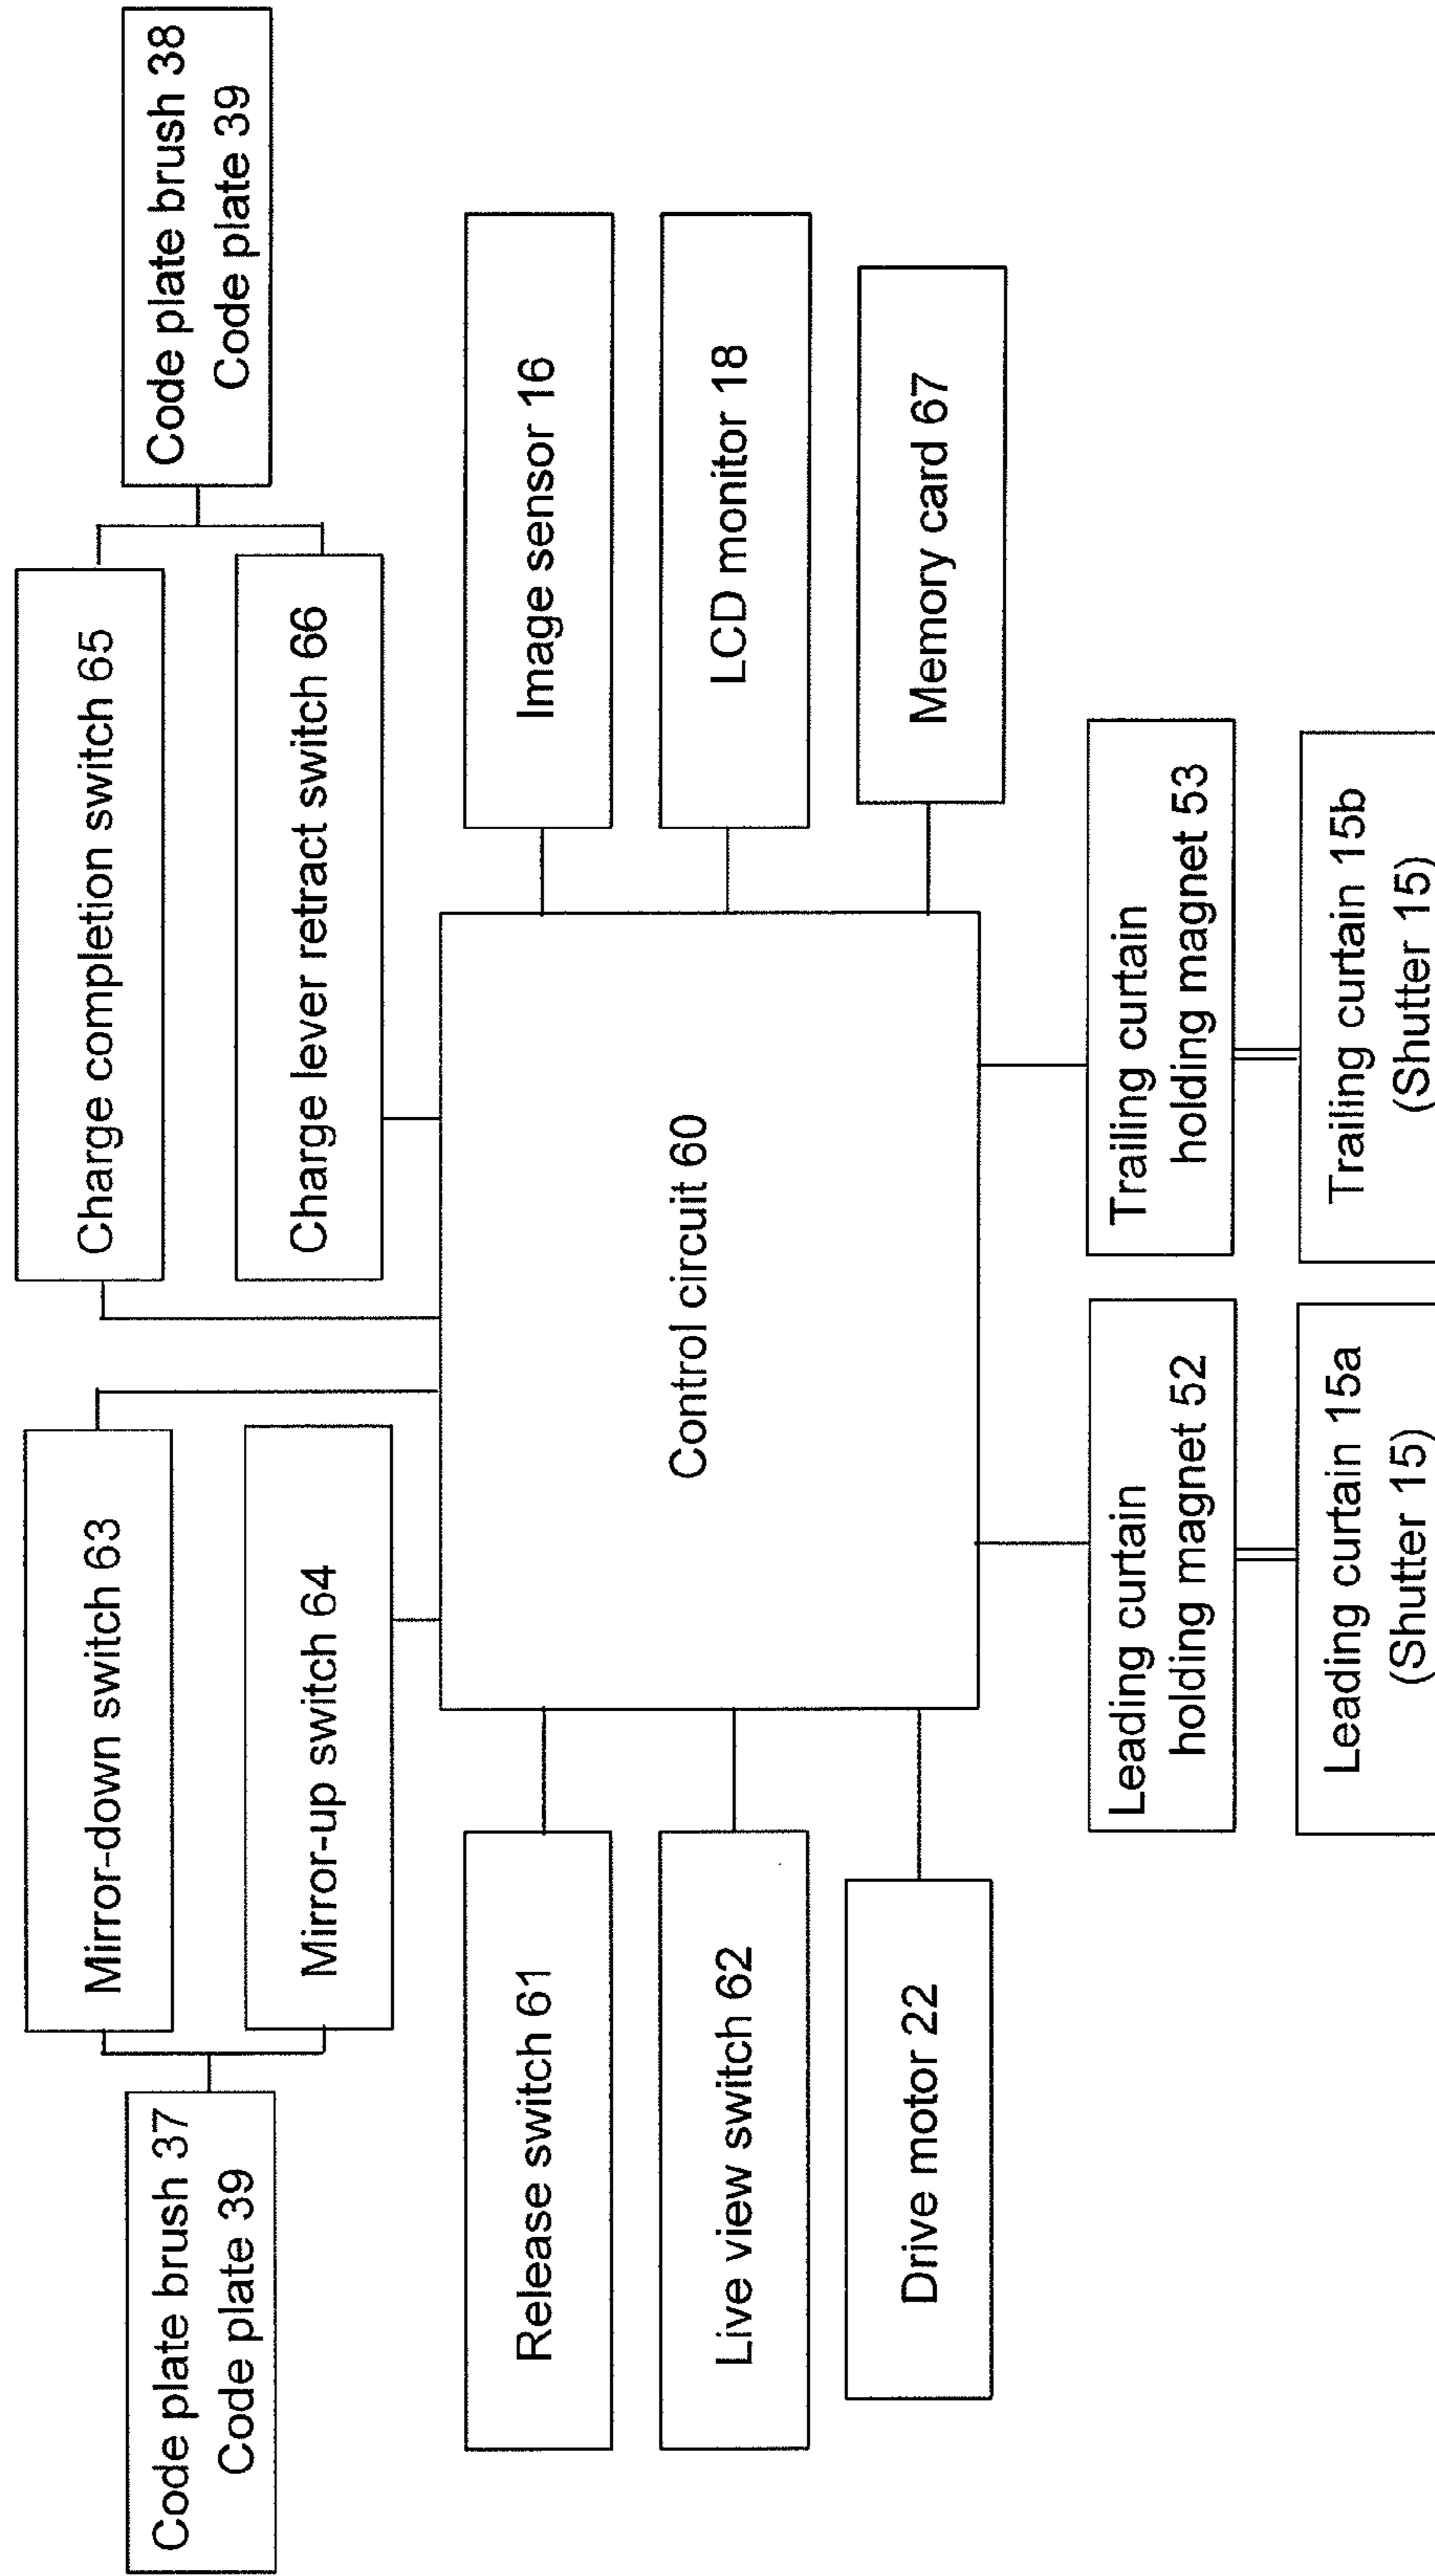 Code plate brush 37
Code plate 39
Mirror-down switch 63
Mirror-up switch 64
Charge completion switch 65
Charge lever retract switch 66
Code plate brush 38
Code plate 39
Release switch 61
Live view switch 62
Drive motor 22
Control circuit 60
Image sensor 16
LCD monitor 18
Memory card 67
Leading curtain
holding magnet 52
Trailing curtain
holding magnet 53
Leading curtain 15a
(Shutter 15)
Trailing curtain 15b
(Shutter 15)